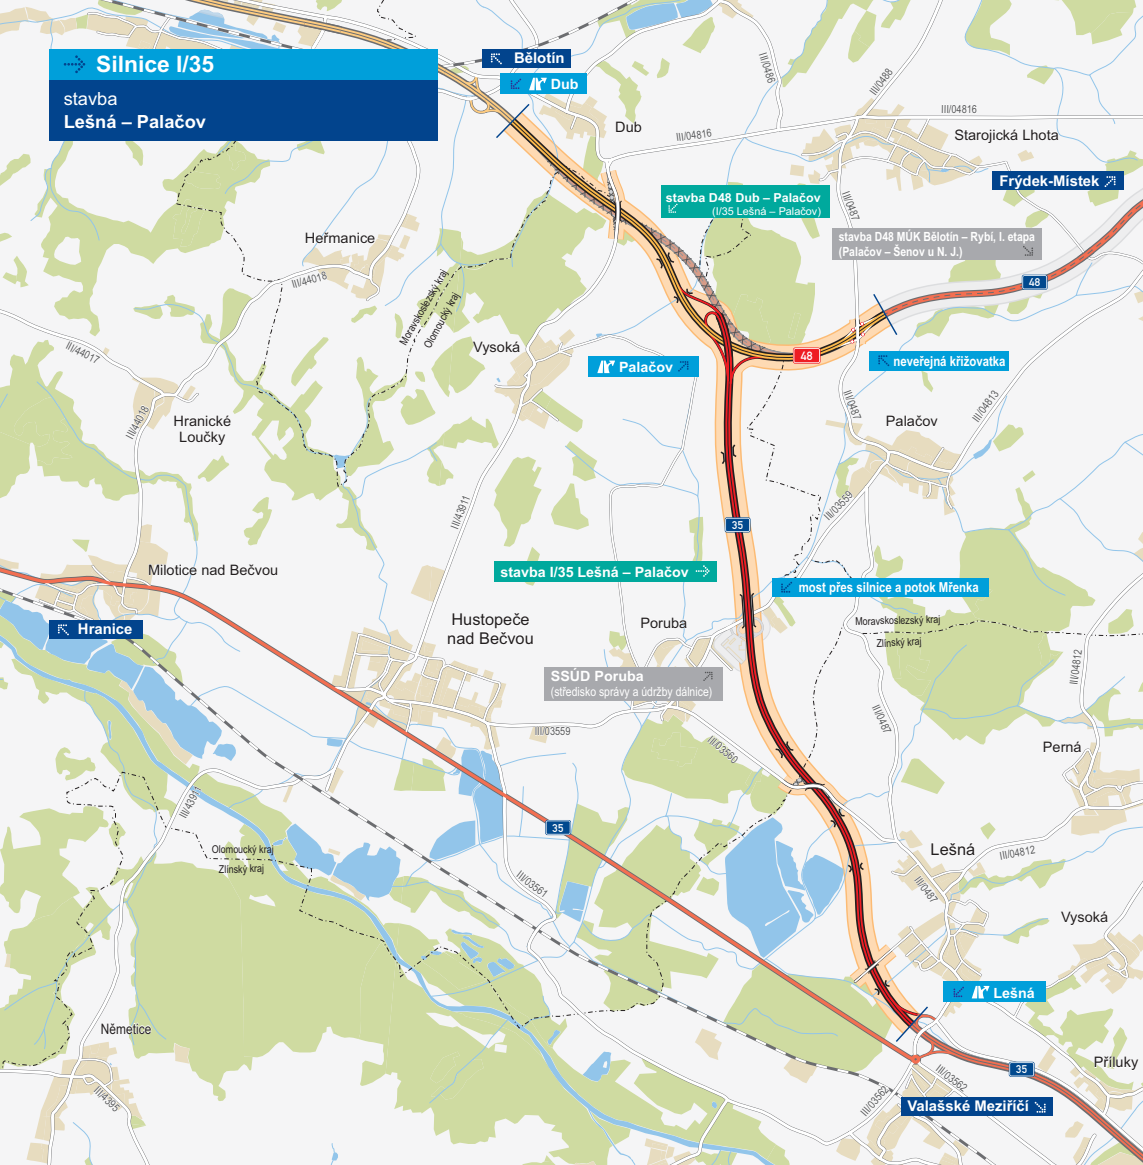 Silnice I/35
stavba
Lešná – Palačov
Bělotín
Dub
Dub
III/0486
III/0488
III/04816
III/04816
Starojická Lhota
Frýdek-Místek
stavba D48 Dub – Palačov
(I/35 Lešná – Palačov)
III/0487
stavba D48 MÚK Bělotín – Rybí, I. etapa
(Palačov – Šenov u N. J.)
Heřmanice
III/44018
48
Moravskoslezský kraj
Olomoucký kraj
III/44017
Vysoká
Palačov
48
neveřejná křižovatka
III/44018
Hranické
Loučky
III/0487
III/04813
Palačov
III/43911
III/03559
35
Milotice nad Bečvou
stavba I/35 Lešná – Palačov
most přes silnice a potok Mřenka
Hranice
Hustopeče
nad Bečvou
Poruba
Moravskoslezský kraj
Zlínský kraj
III/04812
SSÚD Poruba
(středisko správy a údržby dálnice)
III/0487
III/03559
III/03560
Perná
III/43911
35
Olomoucký kraj
Zlínský kraj
Lešná
III/04812
III/03561
III/0487
Vysoká
Lešná
Němetice
35
Příluky
III/03562
III/4395
III/03562
Valašské Meziříčí